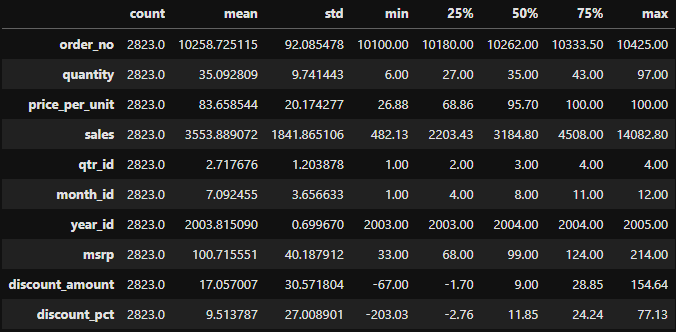 count mean std min 25% 50% 75% max
order_no 2823.0 10258.725115 92.085478 10100.00 10180.00 10262.00 10333.50 10425.00
quantity 2823.0 35.092809 9.741443 6.00 27.00 35.00 43.00 97.00
price_per_unit 2823.0 83.658544 20.174277 26.88 68.86 95.70 100.00 100.00
sales 2823.0 3553.889072 1841.865106 482.13 2203.43 3184.80 4508.00 14082.80
qtr_id 2823.0 2.717676 1.203878 1.00 2.00 3.00 4.00 4.00
month_id 2823.0 7.092455 3.656633 1.00 4.00 8.00 11.00 12.00
year_id 2823.0 2003.815090 0.699670 2003.00 2003.00 2004.00 2004.00 2005.00
msrp 2823.0 100.715551 40.187912 33.00 68.00 99.00 124.00 214.00
discount_amount 2823.0 17.057007 30.571804 -67.00 -1.70 9.00 28.85 154.64
discount_pct 2823.0 9.513787 27.008901 -203.03 -2.76 11.85 24.24 77.13